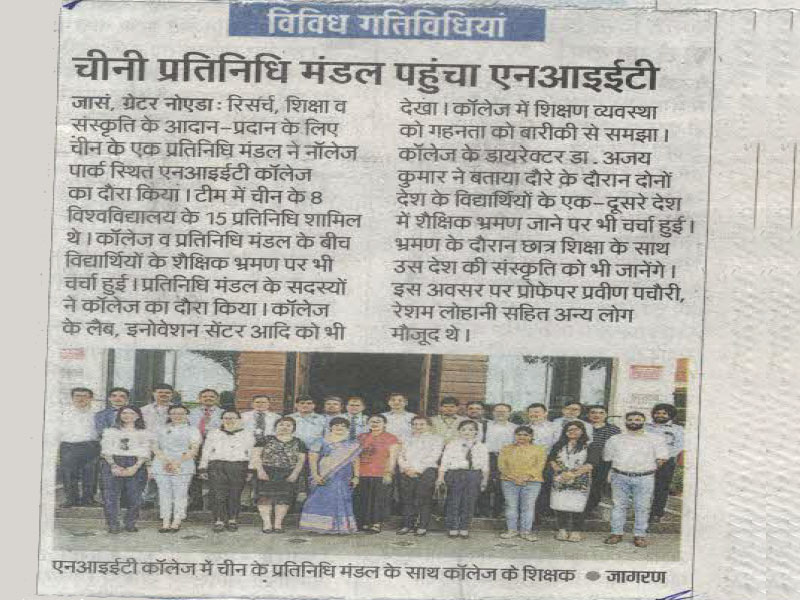 विविध गतिविधियां
चीनी प्रतिनिधि मंडल पहुंचा एनआइईटी
जासं, ग्रेटर नोएडा : रिसर्च, शिक्षा व
संस्कृति के आदान-प्रदान के लिए
चीन के एक प्रतिनिधि मंडल ने नॉलेज
पार्क स्थित एनआइईटी कॉलेज
का दौरा किया। टीम में चीन के 8
विश्वविद्यालय के 15 प्रतिनिधि शामिल
थे। कॉलेज व प्रतिनिधि मंडल के बीच
विद्यार्थियों के शैक्षिक भ्रमण पर भी
चर्चा हुई। प्रतिनिधि मंडल के सदस्यों
ने कॉलेज का दौरा किया। कॉलेज
के लैब, इनोवेशन सेंटर आदि को भी
देखा। कॉलेज में शिक्षण व्यवस्था
को गहनता को बारीकी से समझा।
कॉलेज के डायरेक्टर डा. अजय
कुमार ने बताया दौरे के दौरान दोनों
देश के विद्यार्थियों के एक-दूसरे देश
में शैक्षिक भ्रमण जाने पर भी चर्चा हुई।
भ्रमण के दौरान छात्र शिक्षा के साथ
उस देश की संस्कृति को भी जानेंगे।
इस अवसर पर प्रोफेपर प्रवीण पचौरी,
रेशम लोहानी सहित अन्य लोग
मौजूद थे।
एनआइईटी कॉलेज में चीन के प्रतिनिधि मंडल के साथ कॉलेज के शिक्षक ● जागरण